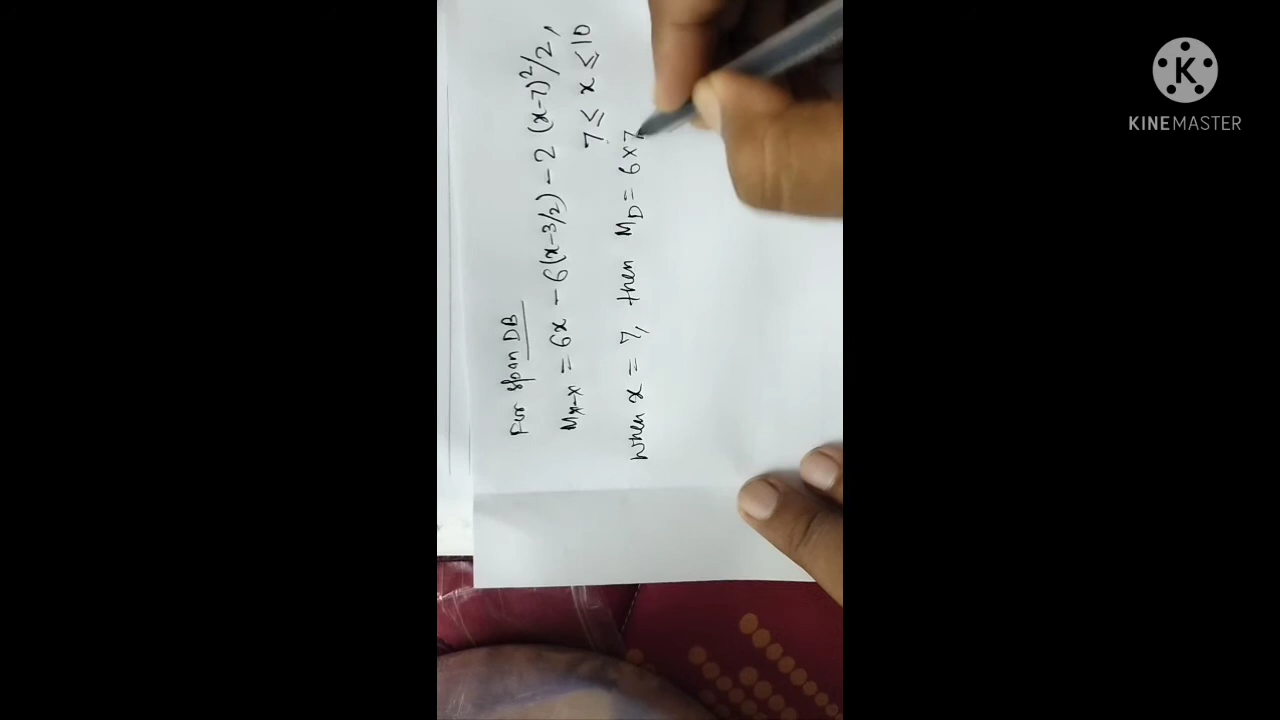 For span DB
Mx-x = 6x - 6(x-3/2) - 2 (x-7)²/2,
7 ≤ x ≤ 10
When x = 7, then MD = 6×7
K
KINEMASTER